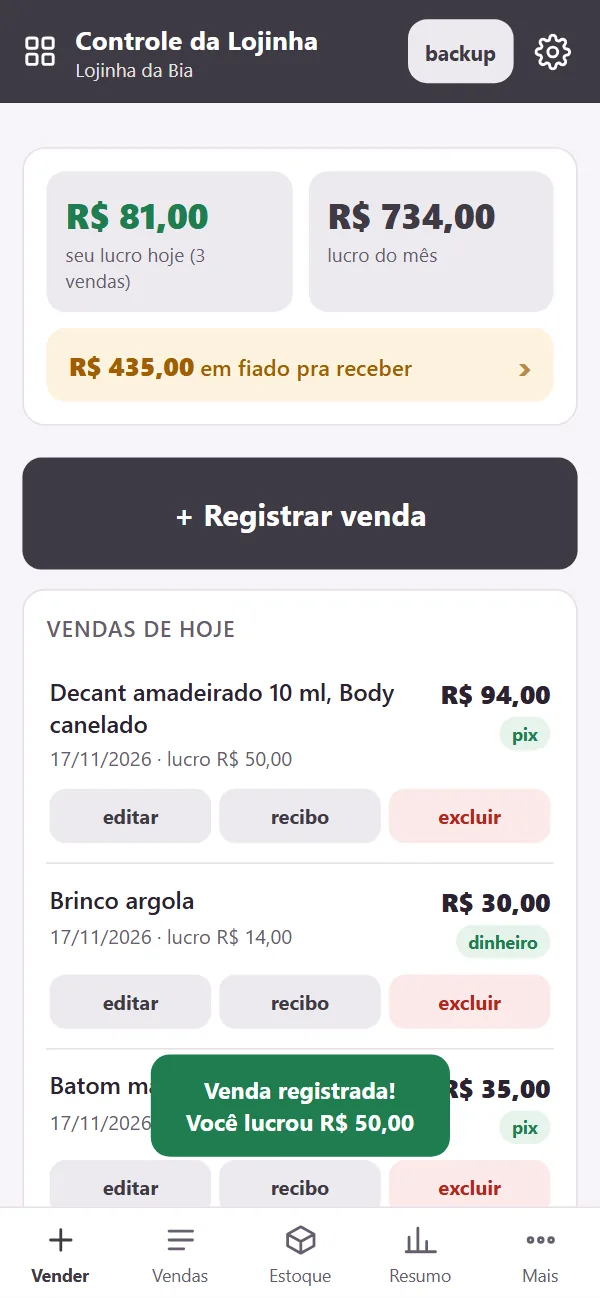 Controle da Lojinha
Lojinha da Bia
backup
R$ 81,00
seu lucro hoje (3
vendas)
R$ 734,00
lucro do mês
R$ 435,00 em fiado pra receber
+ Registrar venda
VENDAS DE HOJE
Decant amadeirado 10 ml, Body
canelado
R$ 94,00
pix
17/11/2026 · lucro R$ 50,00
editar
recibo
excluir
Brinco argola
R$ 30,00
17/11/2026 · lucro R$ 14,00
dinheiro
editar
recibo
excluir
Batom
R$ 35,00
17/11/2026
pix
Venda registrada!
Você lucrou R$ 50,00
editar
recibo
excluir
Vender
Vendas
Estoque
Resumo
Mais